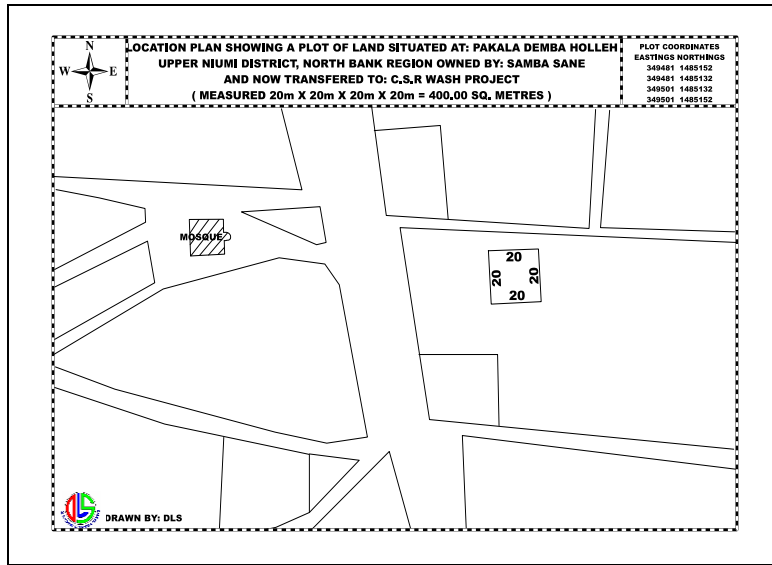 N
W E
S
LOCATION PLAN SHOWING A PLOT OF LAND SITUATED AT: PAKALA DEMBA HOLLEH
UPPER NIUMI DISTRICT, NORTH BANK REGION OWNED BY: SAMBA SANE
AND NOW TRANSFERED TO: C.S.R WASH PROJECT
( MEASURED 20m X 20m X 20m X 20m = 400.00 SQ. METRES )
PLOT COORDINATES
EASTINGS NORTHINGS
349481 1485152
349481 1485132
349501 1485132
349501 1485152
MOSQUE
20
20
20
20
DLS
DRAWN BY: DLS